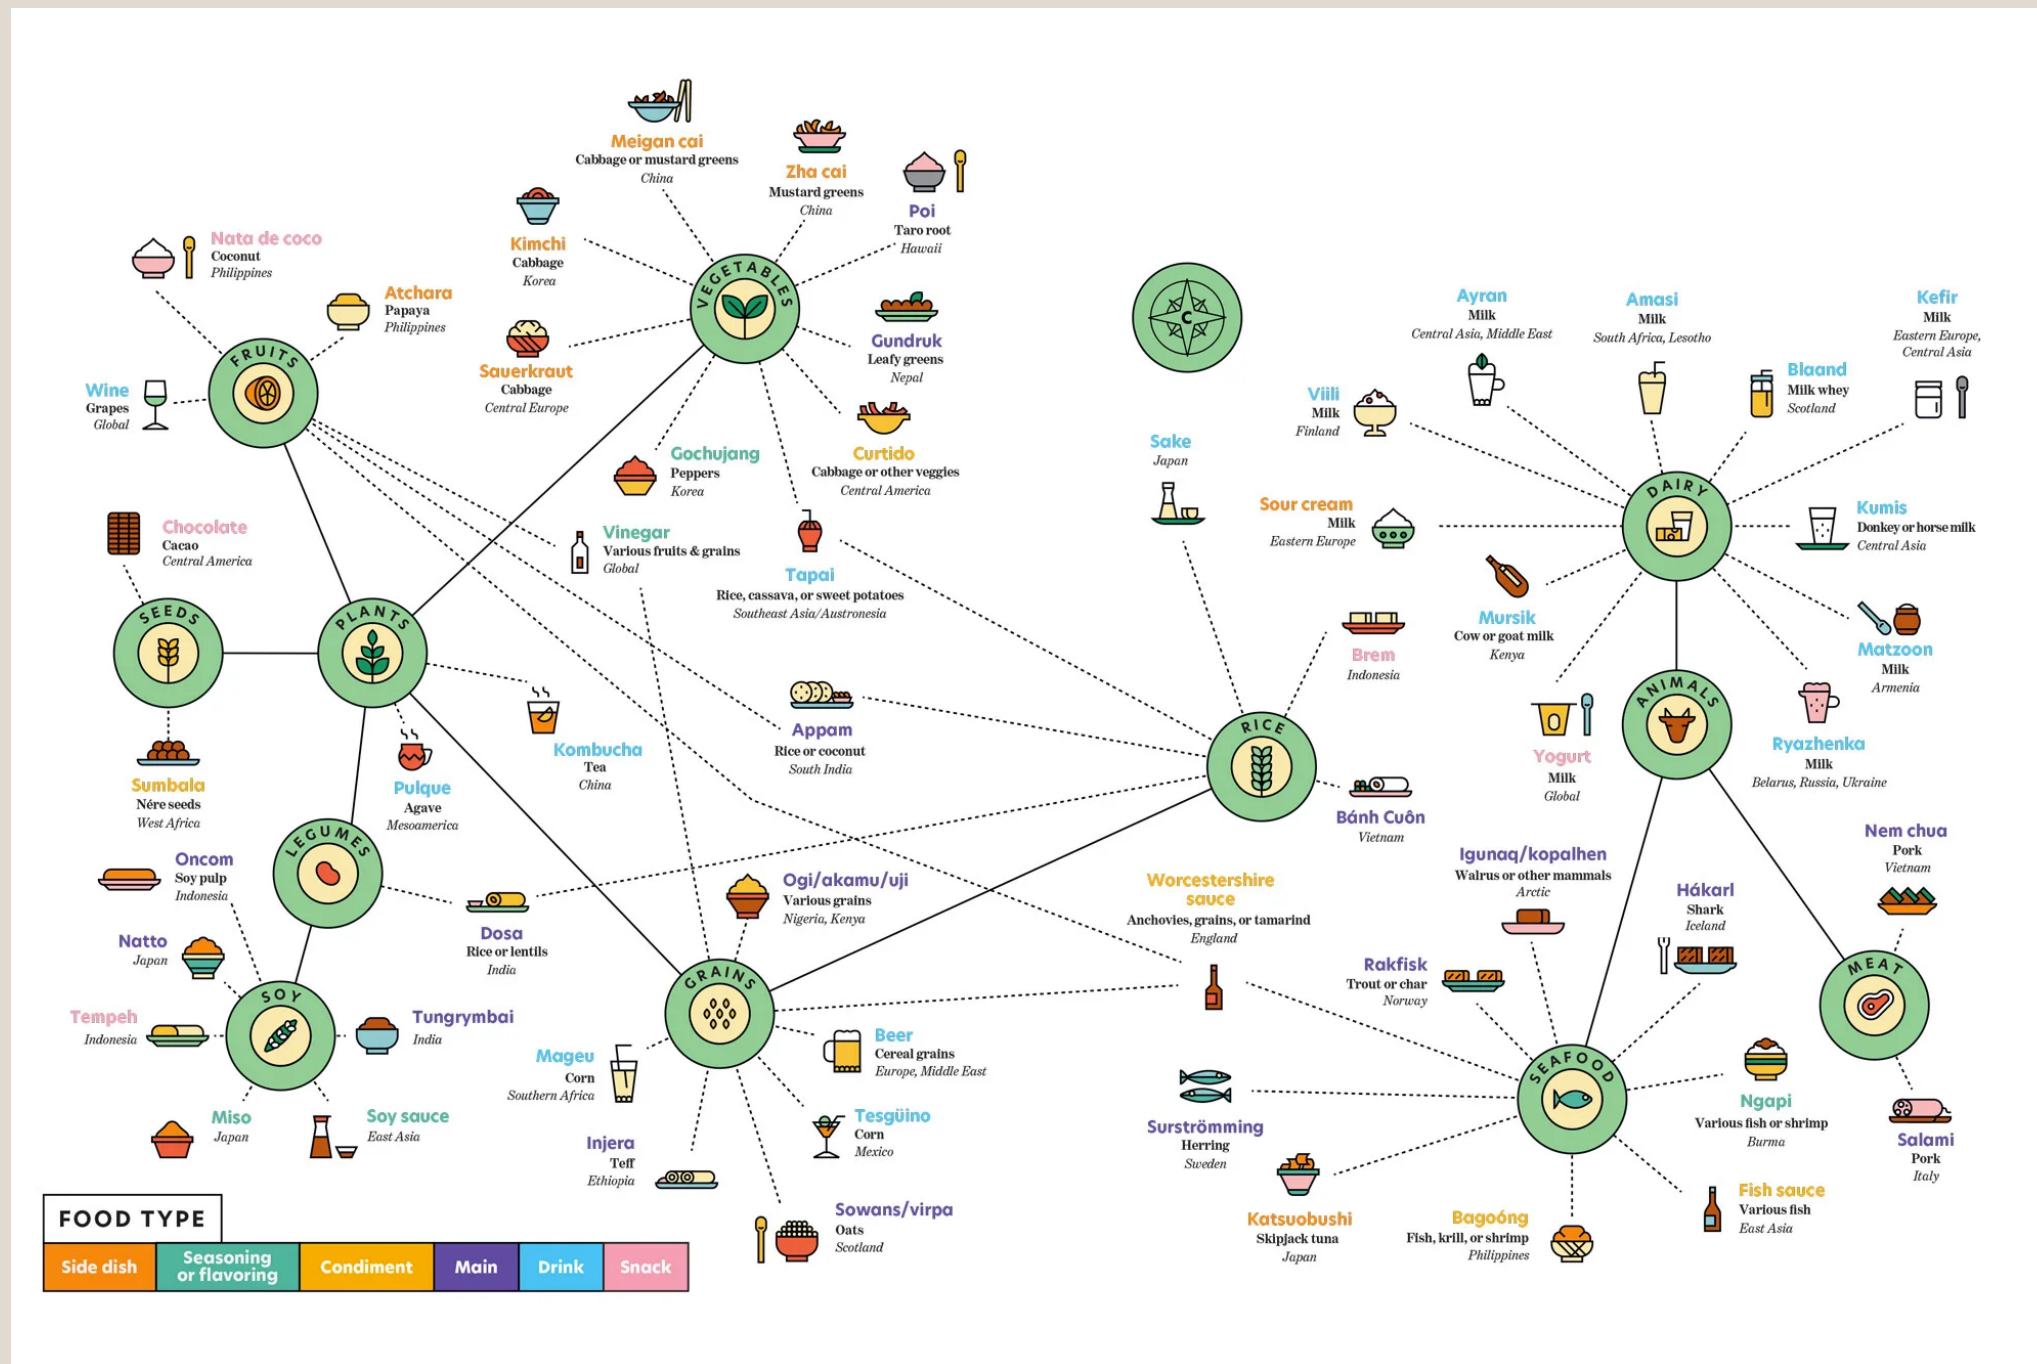 Meigan cai
Cabbage or mustard greens
China
Zha cai
Mustard greens
China
Poi
Taro root
Hawaii
Kimchi
Cabbage
Korea
VEGETABLES
Gundruk
Leafy greens
Nepal
Sauerkraut
Cabbage
Central Europe
Curtido
Cabbage or other veggies
Central America
Gochujang
Peppers
Korea
Nata de coco
Coconut
Philippines
Atchara
Papaya
Philippines
FRUITS
Wine
Grapes
Global
Vinegar
Various fruits & grains
Global
Tapai
Rice, cassava, or sweet potatoes
Southeast Asia/Austronesia
Chocolate
Cacao
Central America
SEEDS
PLANTS
Sumbala
Nére seeds
West Africa
Pulque
Agave
Mesoamerica
Kombucha
Tea
China
Appam
Rice or coconut
South India
LEGUMES
Oncom
Soy pulp
Indonesia
Natto
Japan
SOY
Tempeh
Indonesia
Tungrymbai
India
Miso
Japan
Soy sauce
East Asia
Dosa
Rice or lentils
India
Ogi/akamu/uji
Various grains
Nigeria, Kenya
GRAINS
Mageu
Corn
Southern Africa
Beer
Cereal grains
Europe, Middle East
Tesgüino
Corn
Mexico
Injera
Teff
Ethiopia
Sowans/virpa
Oats
Scotland
C
Sake
Japan
Brem
Indonesia
RICE
Bánh Cuôn
Vietnam
Worcestershire
sauce
Anchovies, grains, or tamarind
England
Ayran
Milk
Central Asia, Middle East
Amasi
Milk
South Africa, Lesotho
Kefir
Milk
Eastern Europe,
Central Asia
Blaand
Milk whey
Scotland
Viili
Milk
Finland
DAIRY
Sour cream
Milk
Eastern Europe
Kumis
Donkey or horse milk
Central Asia
Mursik
Cow or goat milk
Kenya
Matzoon
Milk
Armenia
Yogurt
Milk
Global
Ryazhenka
Milk
Belarus, Russia, Ukraine
ANIMALS
Igunaq/kopalhen
Walrus or other mammals
Arctic
Hákarl
Shark
Iceland
Nem chua
Pork
Vietnam
MEAT
Salami
Pork
Italy
Rakfisk
Trout or char
Norway
SEAFOOD
Ngapi
Various fish or shrimp
Burma
Surströmming
Herring
Sweden
Katsuobushi
Skipjack tuna
Japan
Bagoóng
Fish, krill, or shrimp
Philippines
Fish sauce
Various fish
East Asia
FOOD TYPE
Side dish
Seasoning
or flavoring
Condiment
Main
Drink
Snack